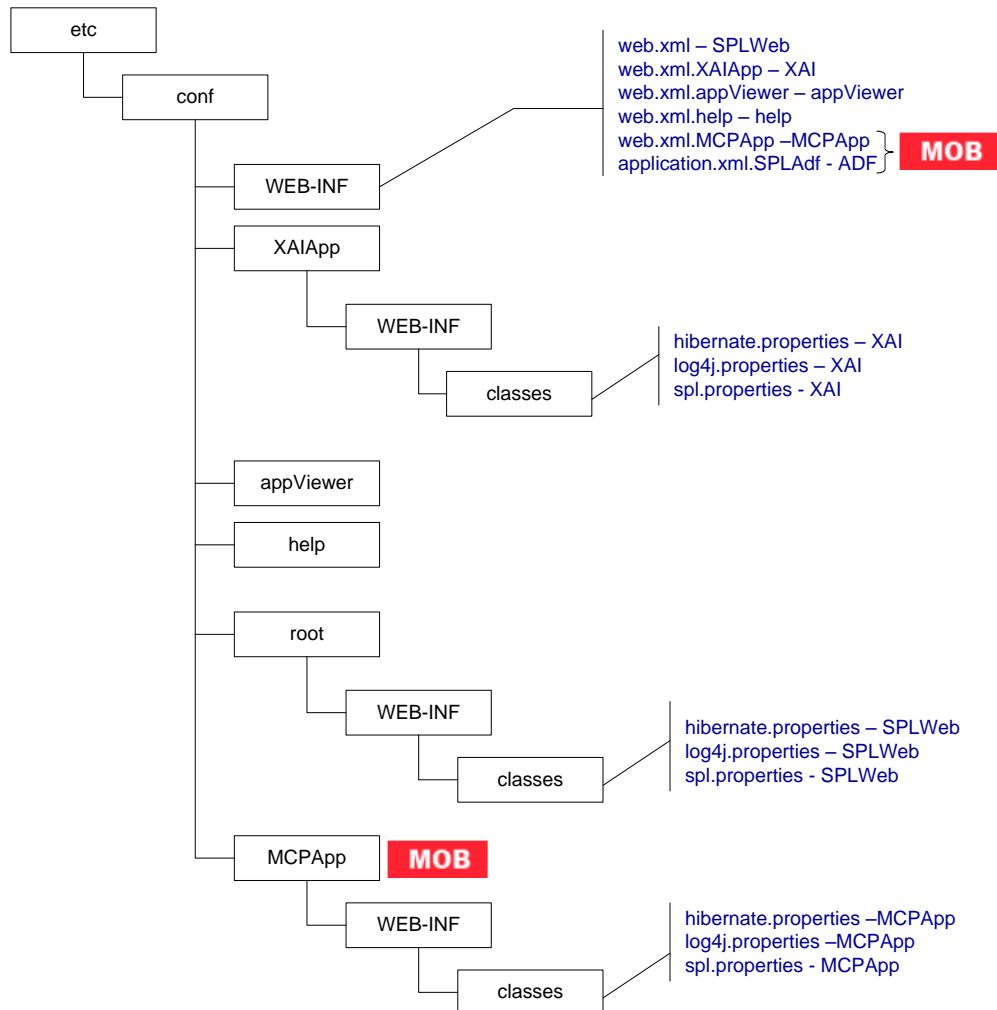 etc
conf
web.xml – SPLWeb
web.xml.XAIApp – XAI
web.xml.appViewer – appViewer
web.xml.help – help
web.xml.MCPApp –MCPApp
application.xml.SPLAdf - ADF
MOB
WEB-INF
XAIApp
WEB-INF
classes
hibernate.properties – XAI
log4j.properties – XAI
spl.properties - XAI
appViewer
help
root
WEB-INF
classes
hibernate.properties – SPLWeb
log4j.properties – SPLWeb
spl.properties - SPLWeb
MCPApp
MOB
WEB-INF
classes
hibernate.properties –MCPApp
log4j.properties –MCPApp
spl.properties - MCPApp